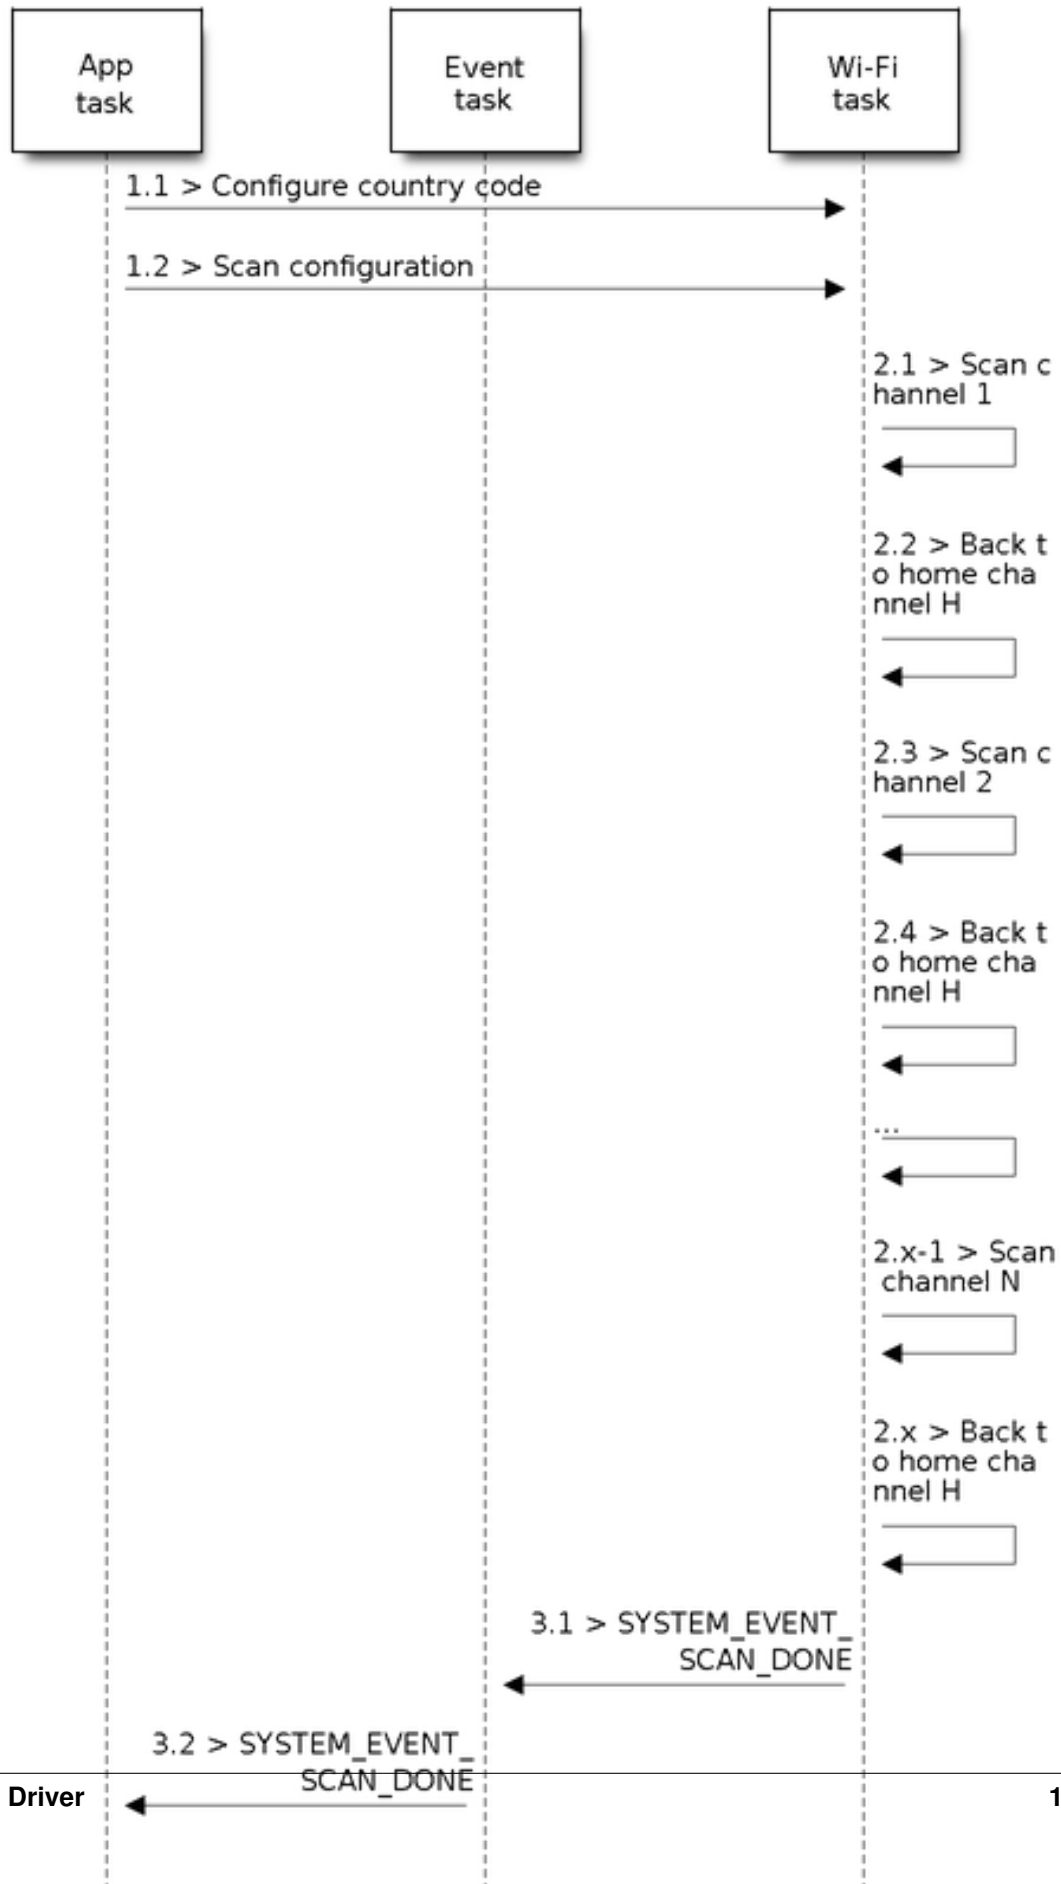 App
task
Event
task
Wi-Fi
task
1.1 > Configure country code
1.2 > Scan configuration
2.1 > Scan c
hannel 1
2.2 > Back t
o home cha
nnel H
2.3 > Scan c
hannel 2
2.4 > Back t
o home cha
nnel H
...
2.x-1 > Scan
channel N
2.x > Back t
o home cha
nnel H
3.1 > SYSTEM_EVENT_
SCAN_DONE
3.2 > SYSTEM_EVENT_
SCAN_DONE
Driver 1